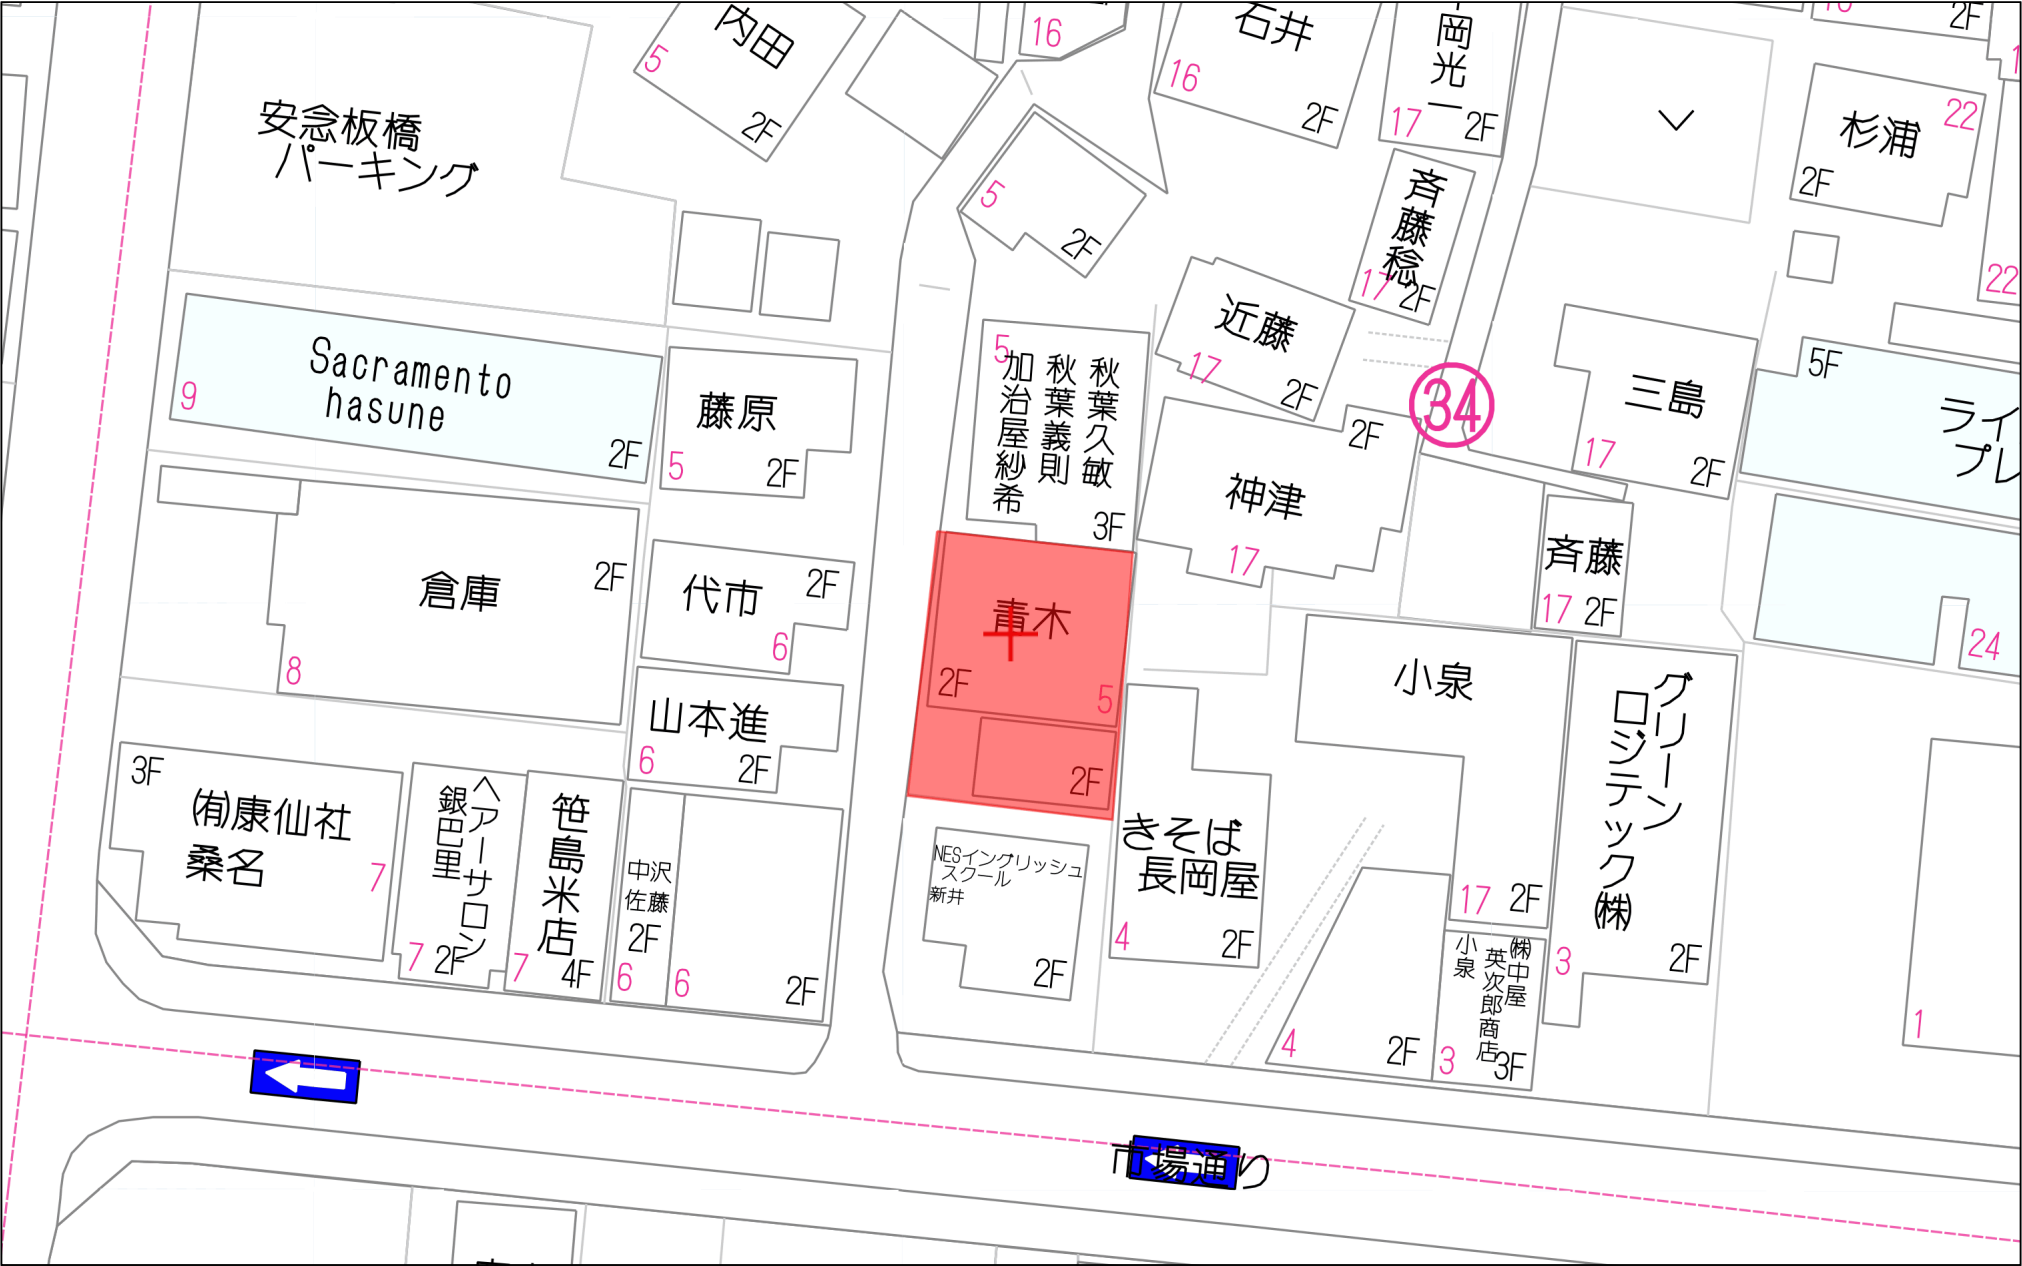 内田
5
2F
16
石井
16
2F
岡光一
17
2F
2F
杉浦
22
2F
安念板橋
パーキング
5
2F
斉藤稔
17
2F
22
近藤
17
2F
Sacramento
hasune
9
2F
藤原
5
2F
5
秋葉久敏
秋葉義則
加治屋紗希
3F
34
三島
17
2F
5F
ライ
プレ
神津
2F
17
倉庫
2F
8
代市
2F
6
青木
2F
5
2F
斉藤
17
2F
24
山本進
6
2F
小泉
17
2F
グリーン
ロジテック㈱
3
2F
3F
㈲康仙社
桑名
7
ヘアーサロン
銀巴里
7
2F
笹島米店
7
4F
中沢
佐藤
2F
6
6
2F
NESイングリッシュ
スクール
新井
2F
きそば
長岡屋
4
2F
4
2F
㈱中屋
英次郎商店
小泉
3
3F
1
市場通り